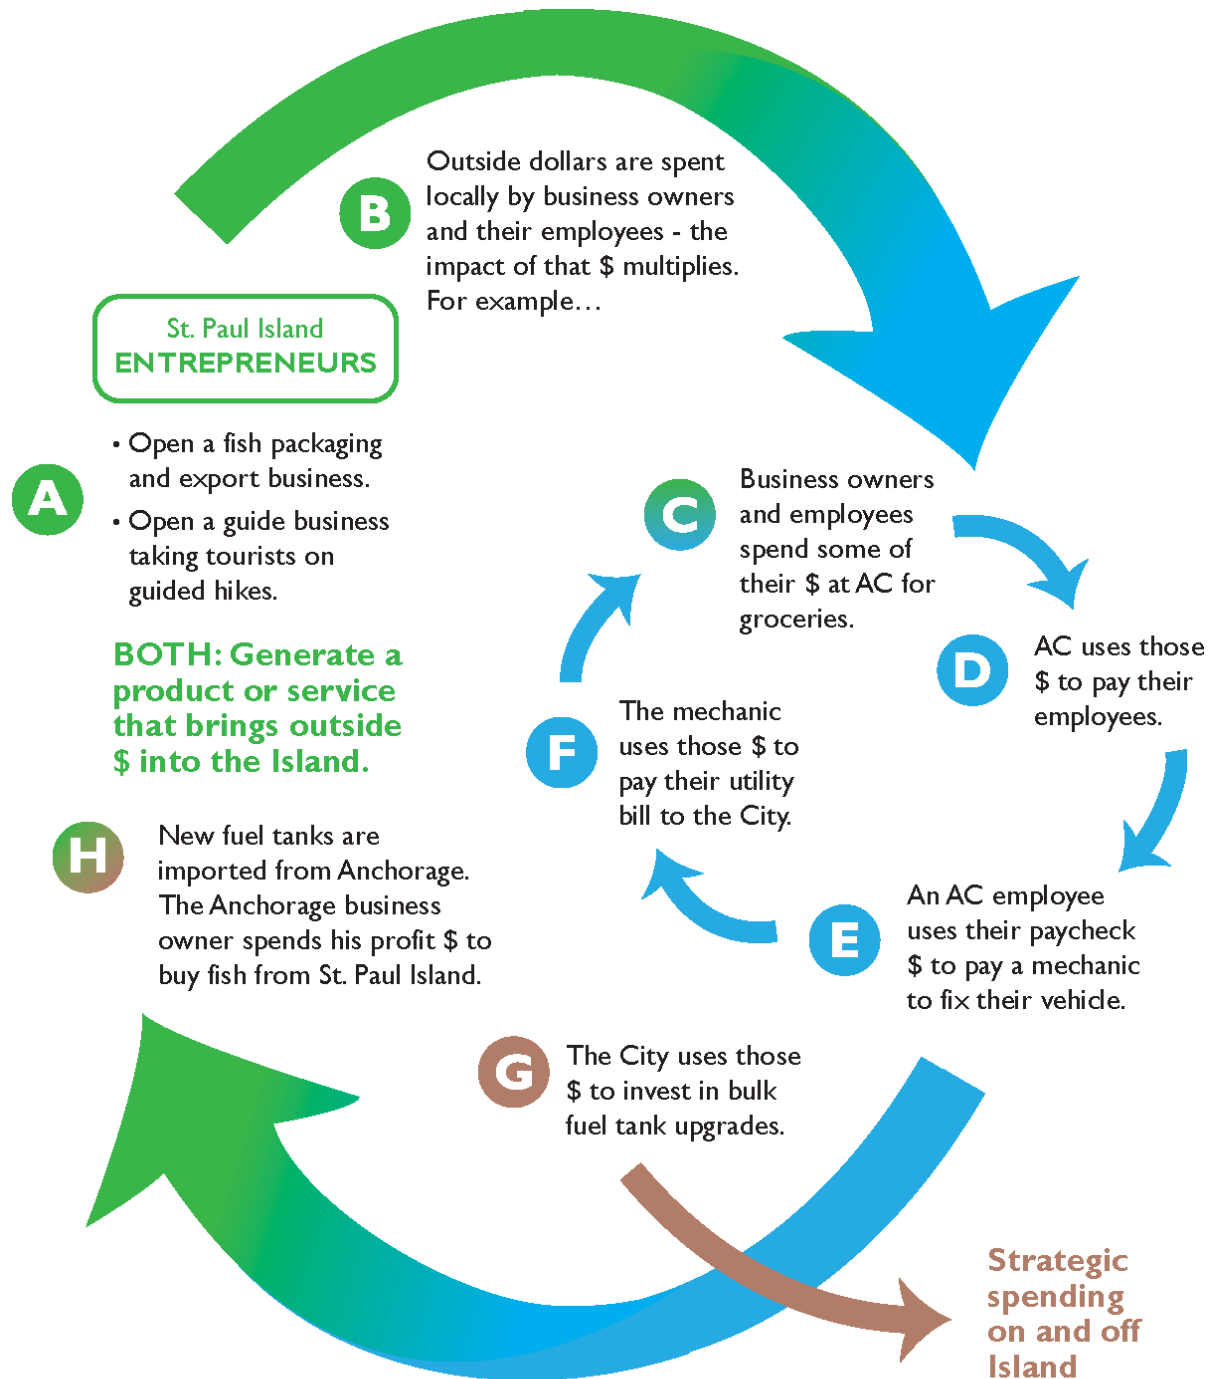 B
Outside dollars are spent
locally by business owners
and their employees - the
impact of that $ multiplies.
For example…
St. Paul Island
ENTREPRENEURS
A
• Open a fish packaging
and export business.
• Open a guide business
taking tourists on
guided hikes.
BOTH: Generate a
product or service
that brings outside
$ into the Island.
C
Business owners
and employees
spend some of
their $ at AC for
groceries.
D
AC uses those
$ to pay their
employees.
E
An AC employee
uses their paycheck
$ to pay a mechanic
to fix their vehicle.
F
The mechanic
uses those $ to
pay their utility
bill to the City.
G
The City uses those
$ to invest in bulk
fuel tank upgrades.
Strategic
spending
on and off
Island
H
New fuel tanks are
imported from Anchorage.
The Anchorage business
owner spends his profit $ to
buy fish from St. Paul Island.